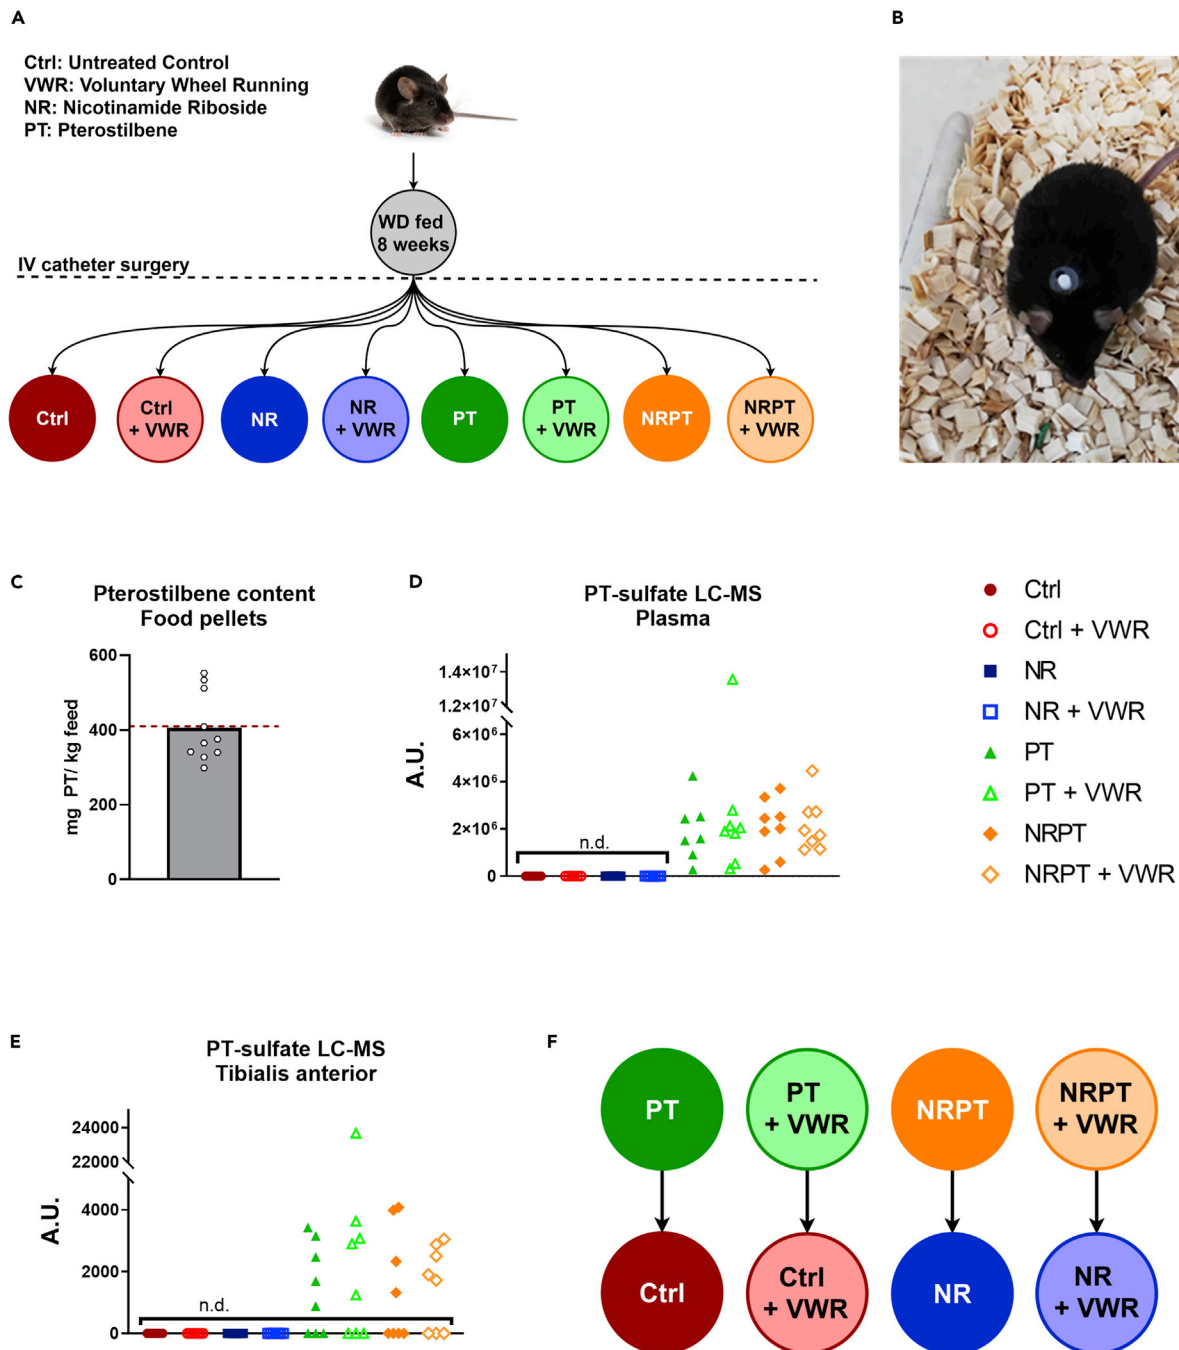 A
Ctrl: Untreated Control
VWR: Voluntary Wheel Running
NR: Nicotinamide Riboside
PT: Pterostilbene
WD fed
8 weeks
IV catheter surgery
Ctrl
Ctrl
+ VWR
NR
NR
+ VWR
PT
PT
+ VWR
NRPT
NRPT
+ VWR
B
C
Pterostilbene content
Food pellets
mg PT/ kg feed
600
400
200
0
D
PT-sulfate LC-MS
Plasma
A.U.
1.4×10⁷
1.2×10⁷
6×10⁶
4×10⁶
2×10⁶
0
n.d.
Ctrl
Ctrl + VWR
NR
NR + VWR
PT
PT + VWR
NRPT
NRPT + VWR
E
PT-sulfate LC-MS
Tibialis anterior
A.U.
24000
22000
4000
2000
0
n.d.
F
PT
PT
+ VWR
NRPT
NRPT
+ VWR
Ctrl
Ctrl
+ VWR
NR
NR
+ VWR